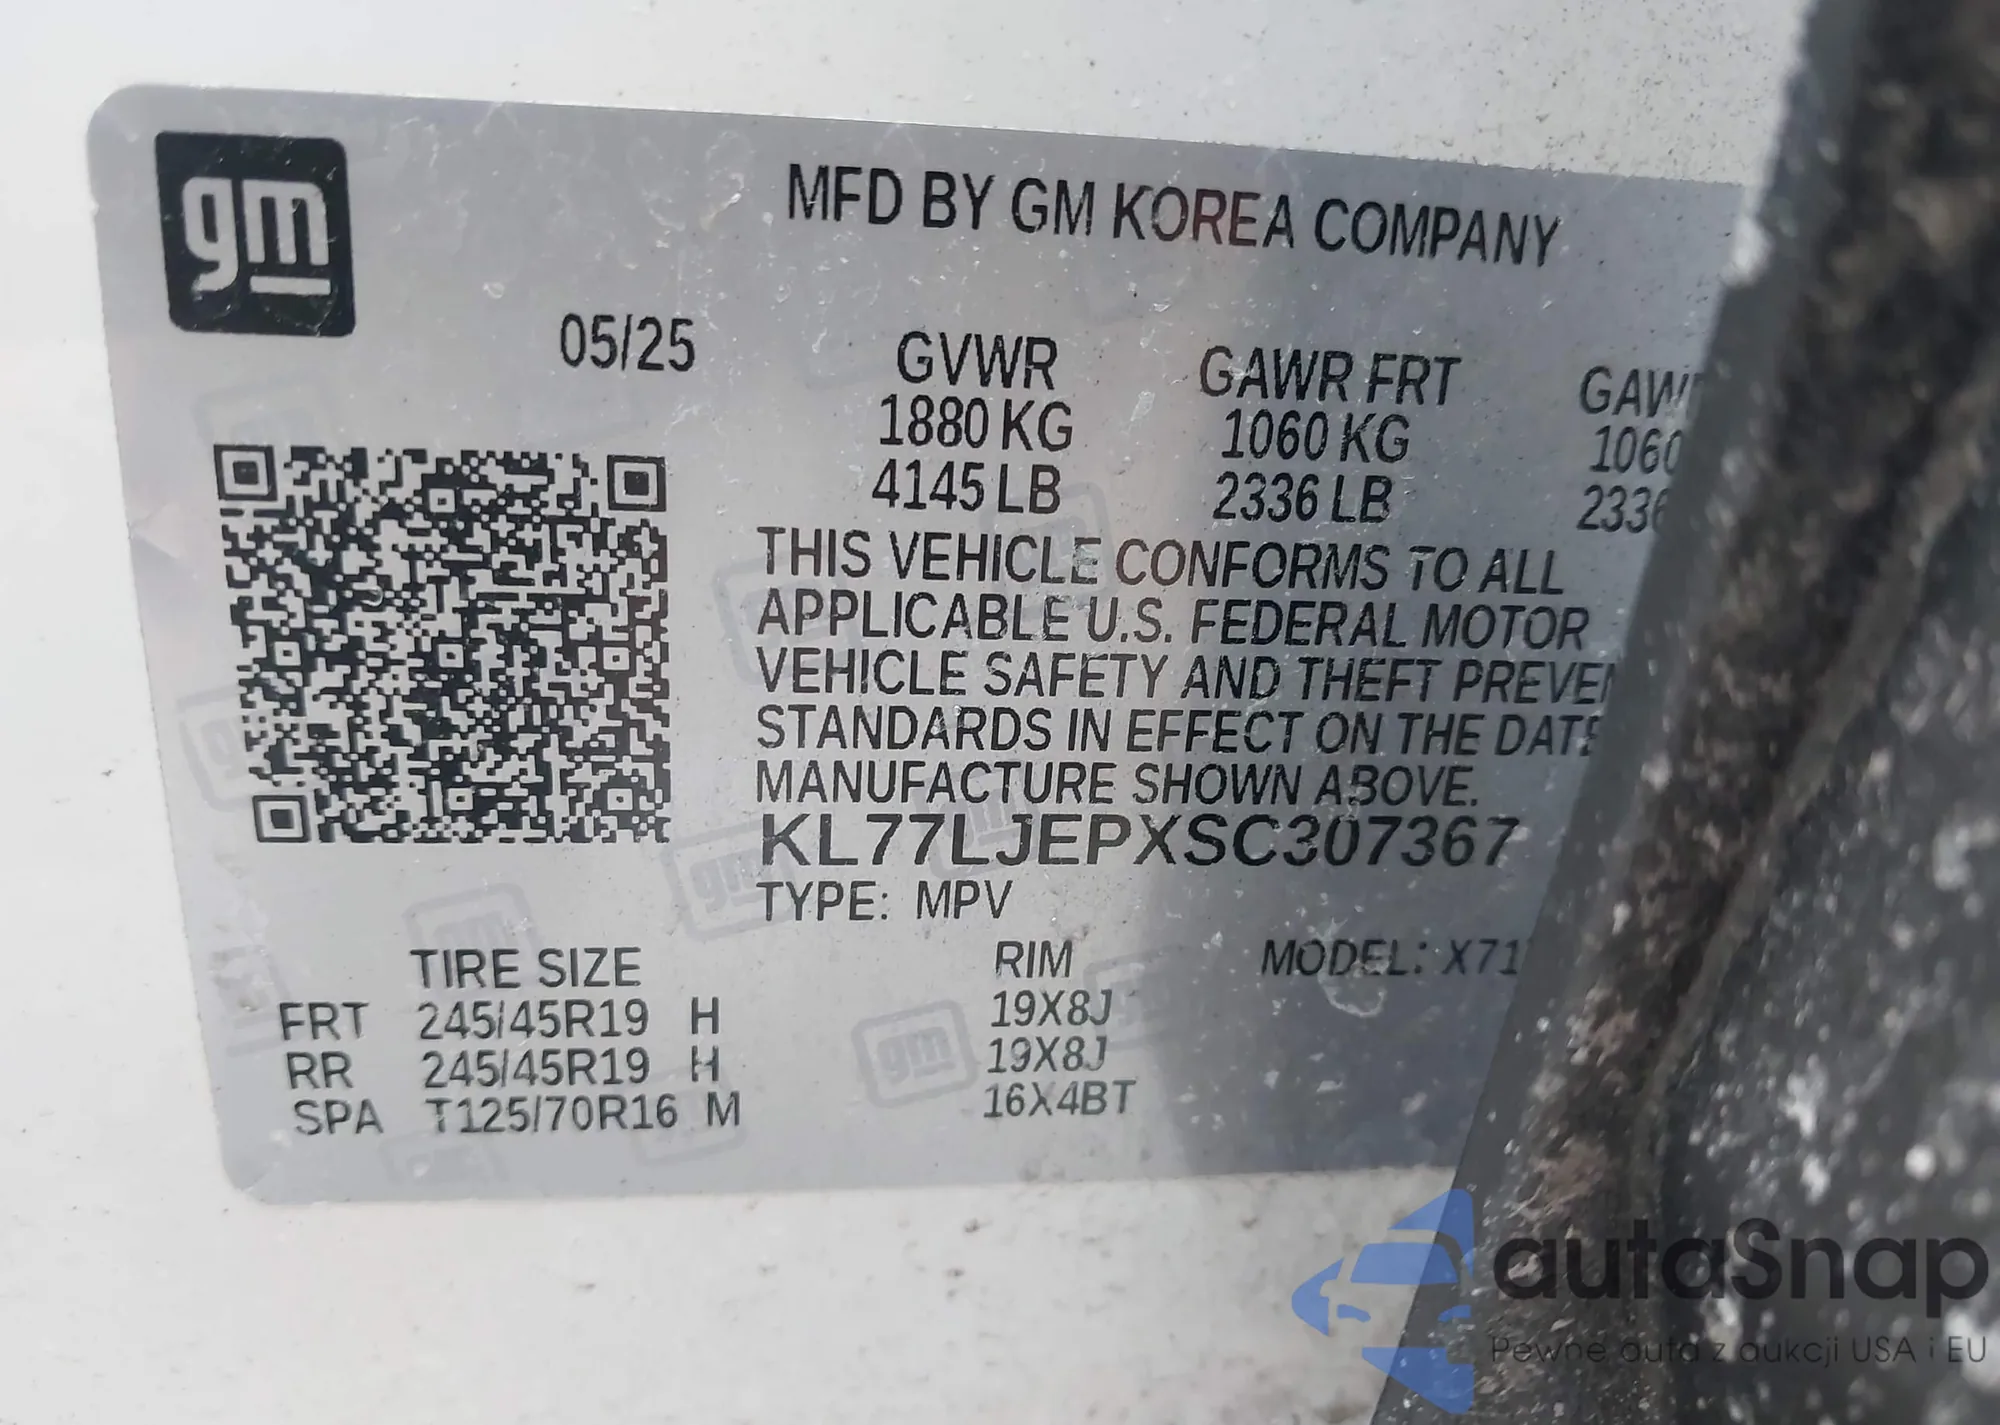 gm
MFD BY GM KOREA COMPANY
05/25
GVWR GAWR FRT
1880 KG 1060 KG 1060
4145 LB 2336 LB
THIS VEHICLE CONFORMS TO ALL
APPLICABLE U.S. FEDERAL MOTOR
VEHICLE SAFETY AND THEFT
STANDARDS IN EFFECT ON THE
MANUFACTURE SHOWN ABOVE.
KL77LJEPXSC307367
TYPE: MPV
TIRE SIZE RIM MODEL:
FRT 245/45R19 H 19X8J
RR 245/45R19 H 19X8J
SPA T125/70R16 M 16X4BT
autaSnap
Pewne auta z aukcji USA i EU